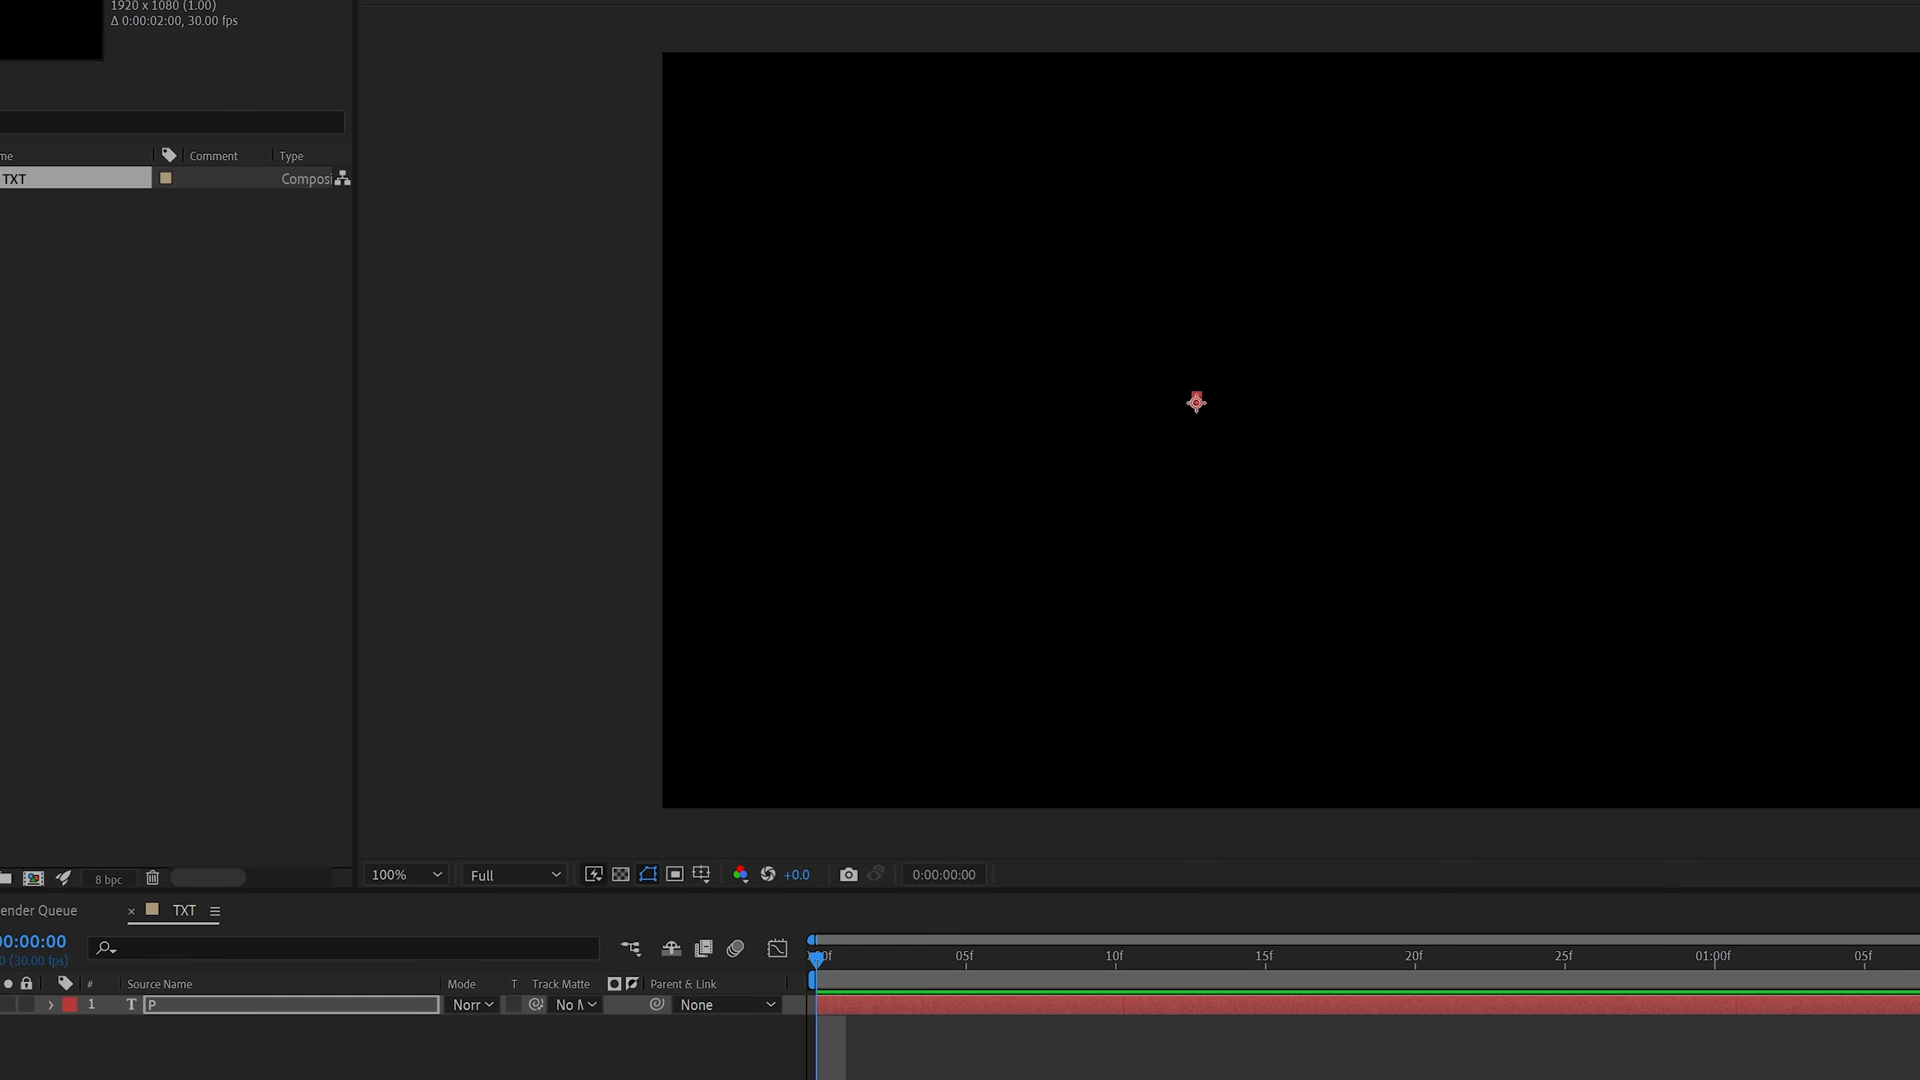 1920 x 1080 (1.00)
Δ 0:00:02:00, 30.00 fps
me Comment Type
TXT Composi
8 bpc
100% Full +0.0 0:00:00:00
ender Queue × TXT
00:00:00
0 (30.00 fps)
:00f 05f 10f 15f 20f 25f 01:00f 05f
# Source Name Mode T Track Matte Parent & Link
1 T P Norr No M None